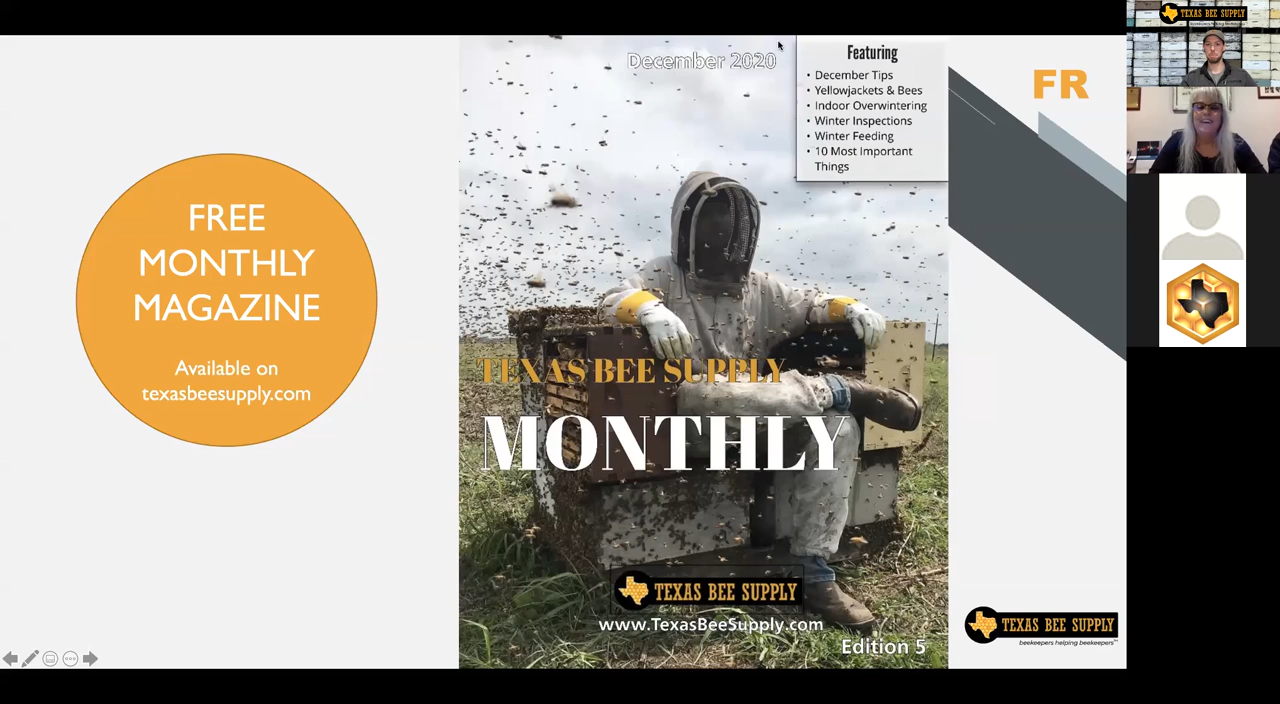 FREE
MONTHLY
MAGAZINE
Available on
texasbeesupply.com
December 2020
Featuring
• December Tips
• Yellowjackets & Bees
• Indoor Overwintering
• Winter Inspections
• Winter Feeding
• 10 Most Important
Things
TEXAS BEE SUPPLY
MONTHLY
TEXAS BEE SUPPLY
www.TexasBeeSupply.com
Edition 5
FR
TEXAS BEE SUPPLY
beekeepers helping beekeepers™
TEXAS BEE SUPPLY